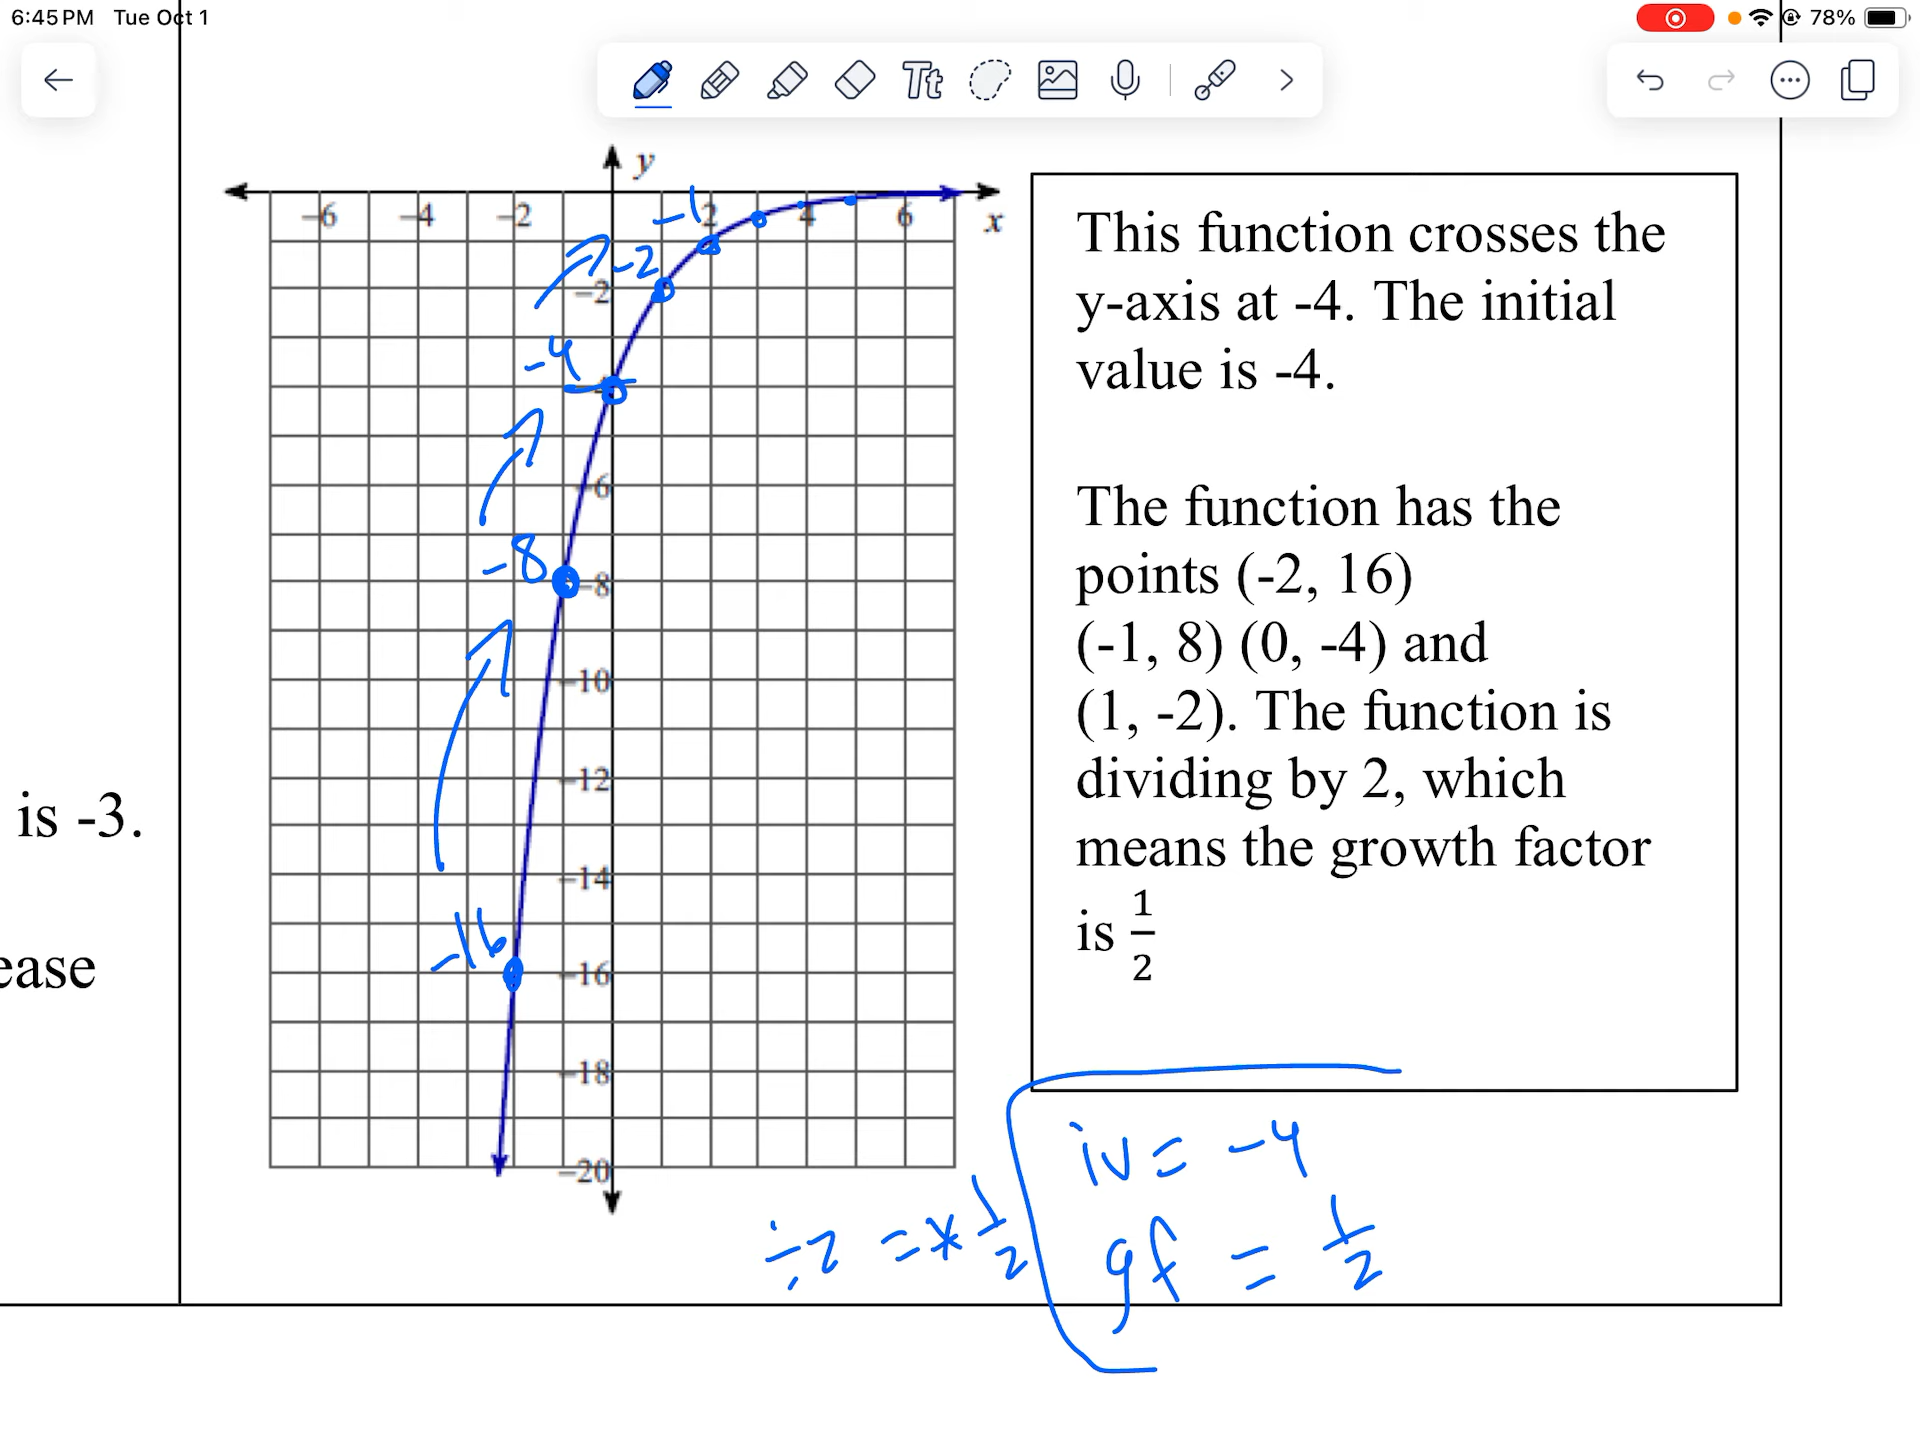 6:45 PM Tue Oct 1
78%
Tt
y
-6 -4 -2 -1 2 4 6 x
-2
-2
-4
-6
-8
-8
-10
-12
-14
-16
-16
-18
-20
is -3.
ease
This function crosses the
y-axis at -4. The initial
value is -4.
The function has the
points (-2, 16)
(-1, 8) (0, -4) and
(1, -2). The function is
dividing by 2, which
means the growth factor
is 1/2
iv = -4
÷2 = * 1/2
gf = 1/2